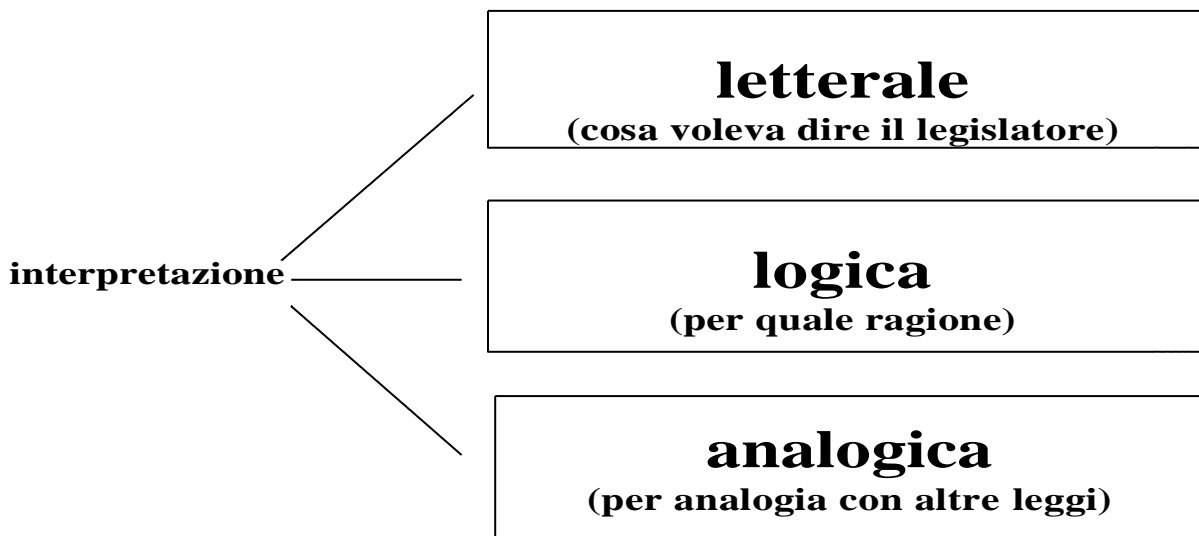 letterale
(cosa voleva dire il legislatore)
interpretazione
logica
(per quale ragione)
analogica
(per analogia con altre leggi)